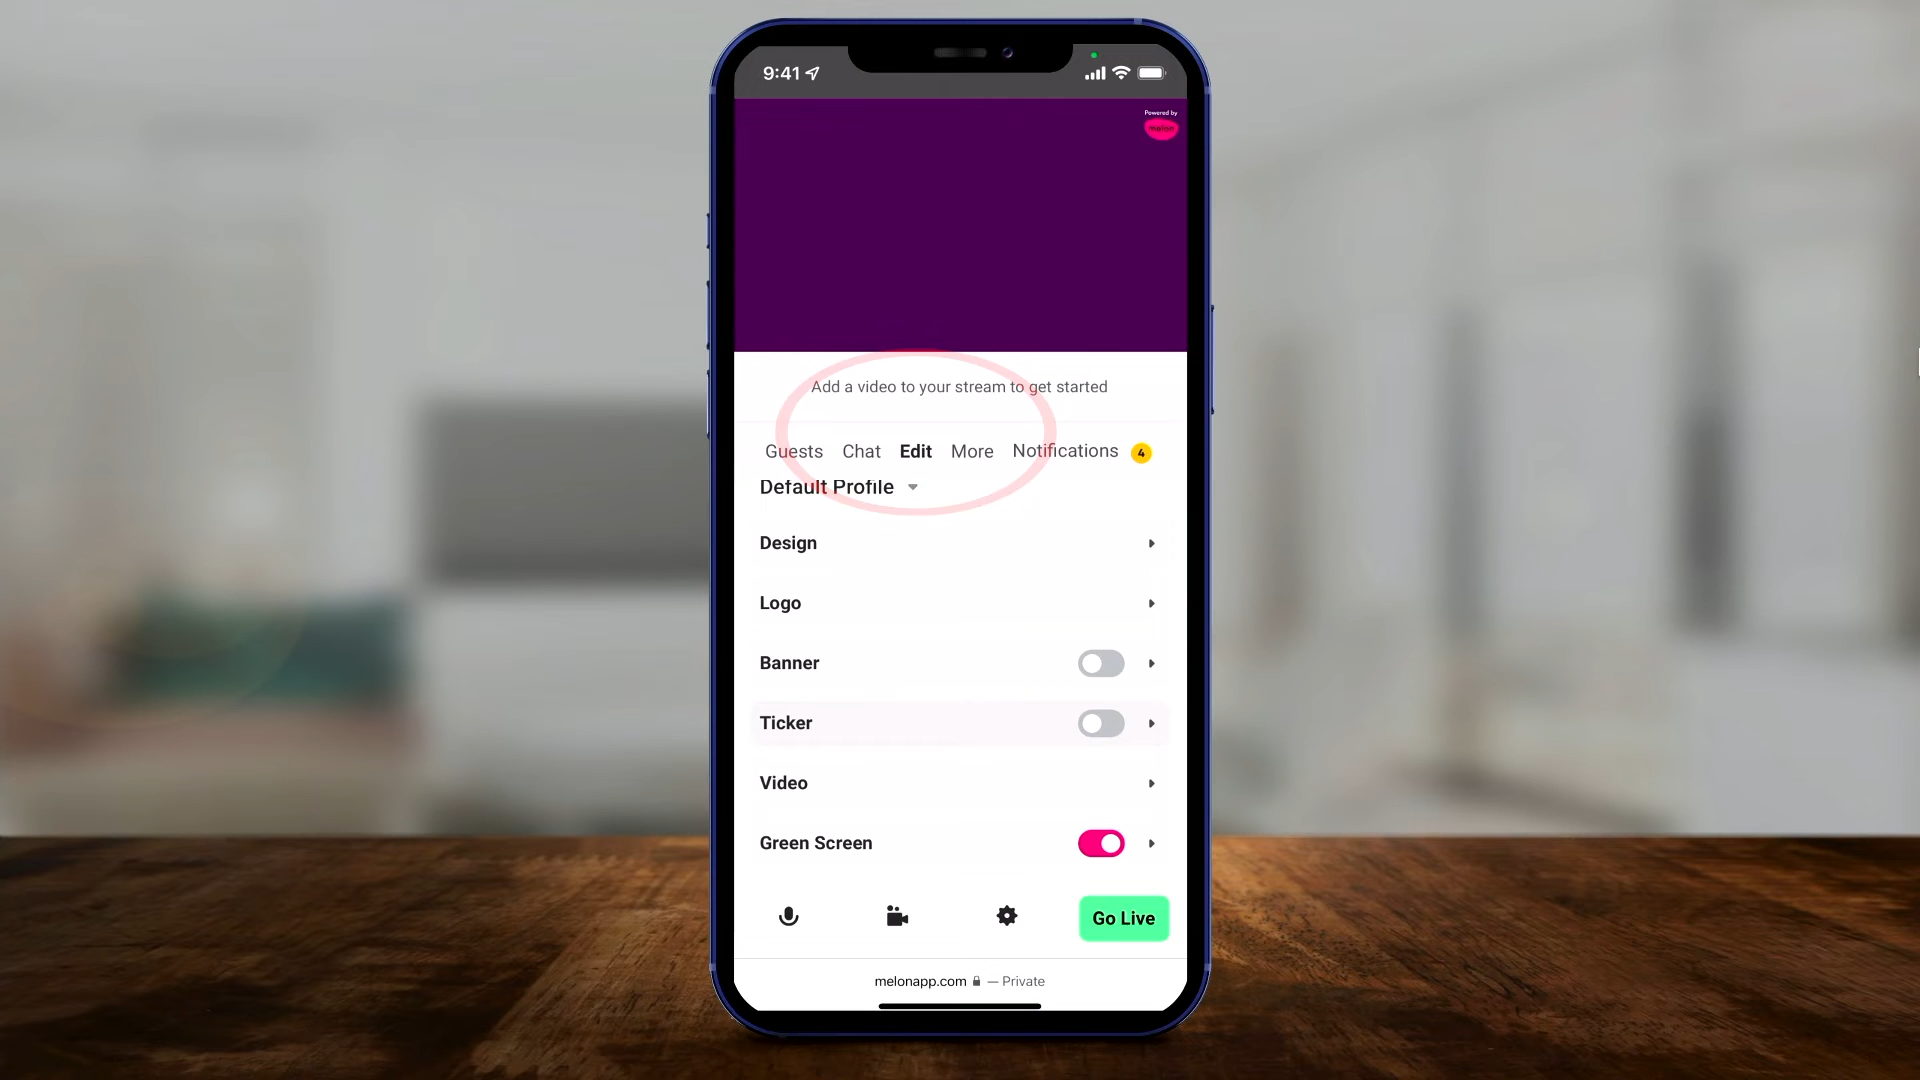 9:41
Powered by
melon
Add a video to your stream to get started
Guests Chat Edit More Notifications 4
Default Profile
Design
Logo
Banner
Ticker
Video
Green Screen
Go Live
melonapp.com — Private